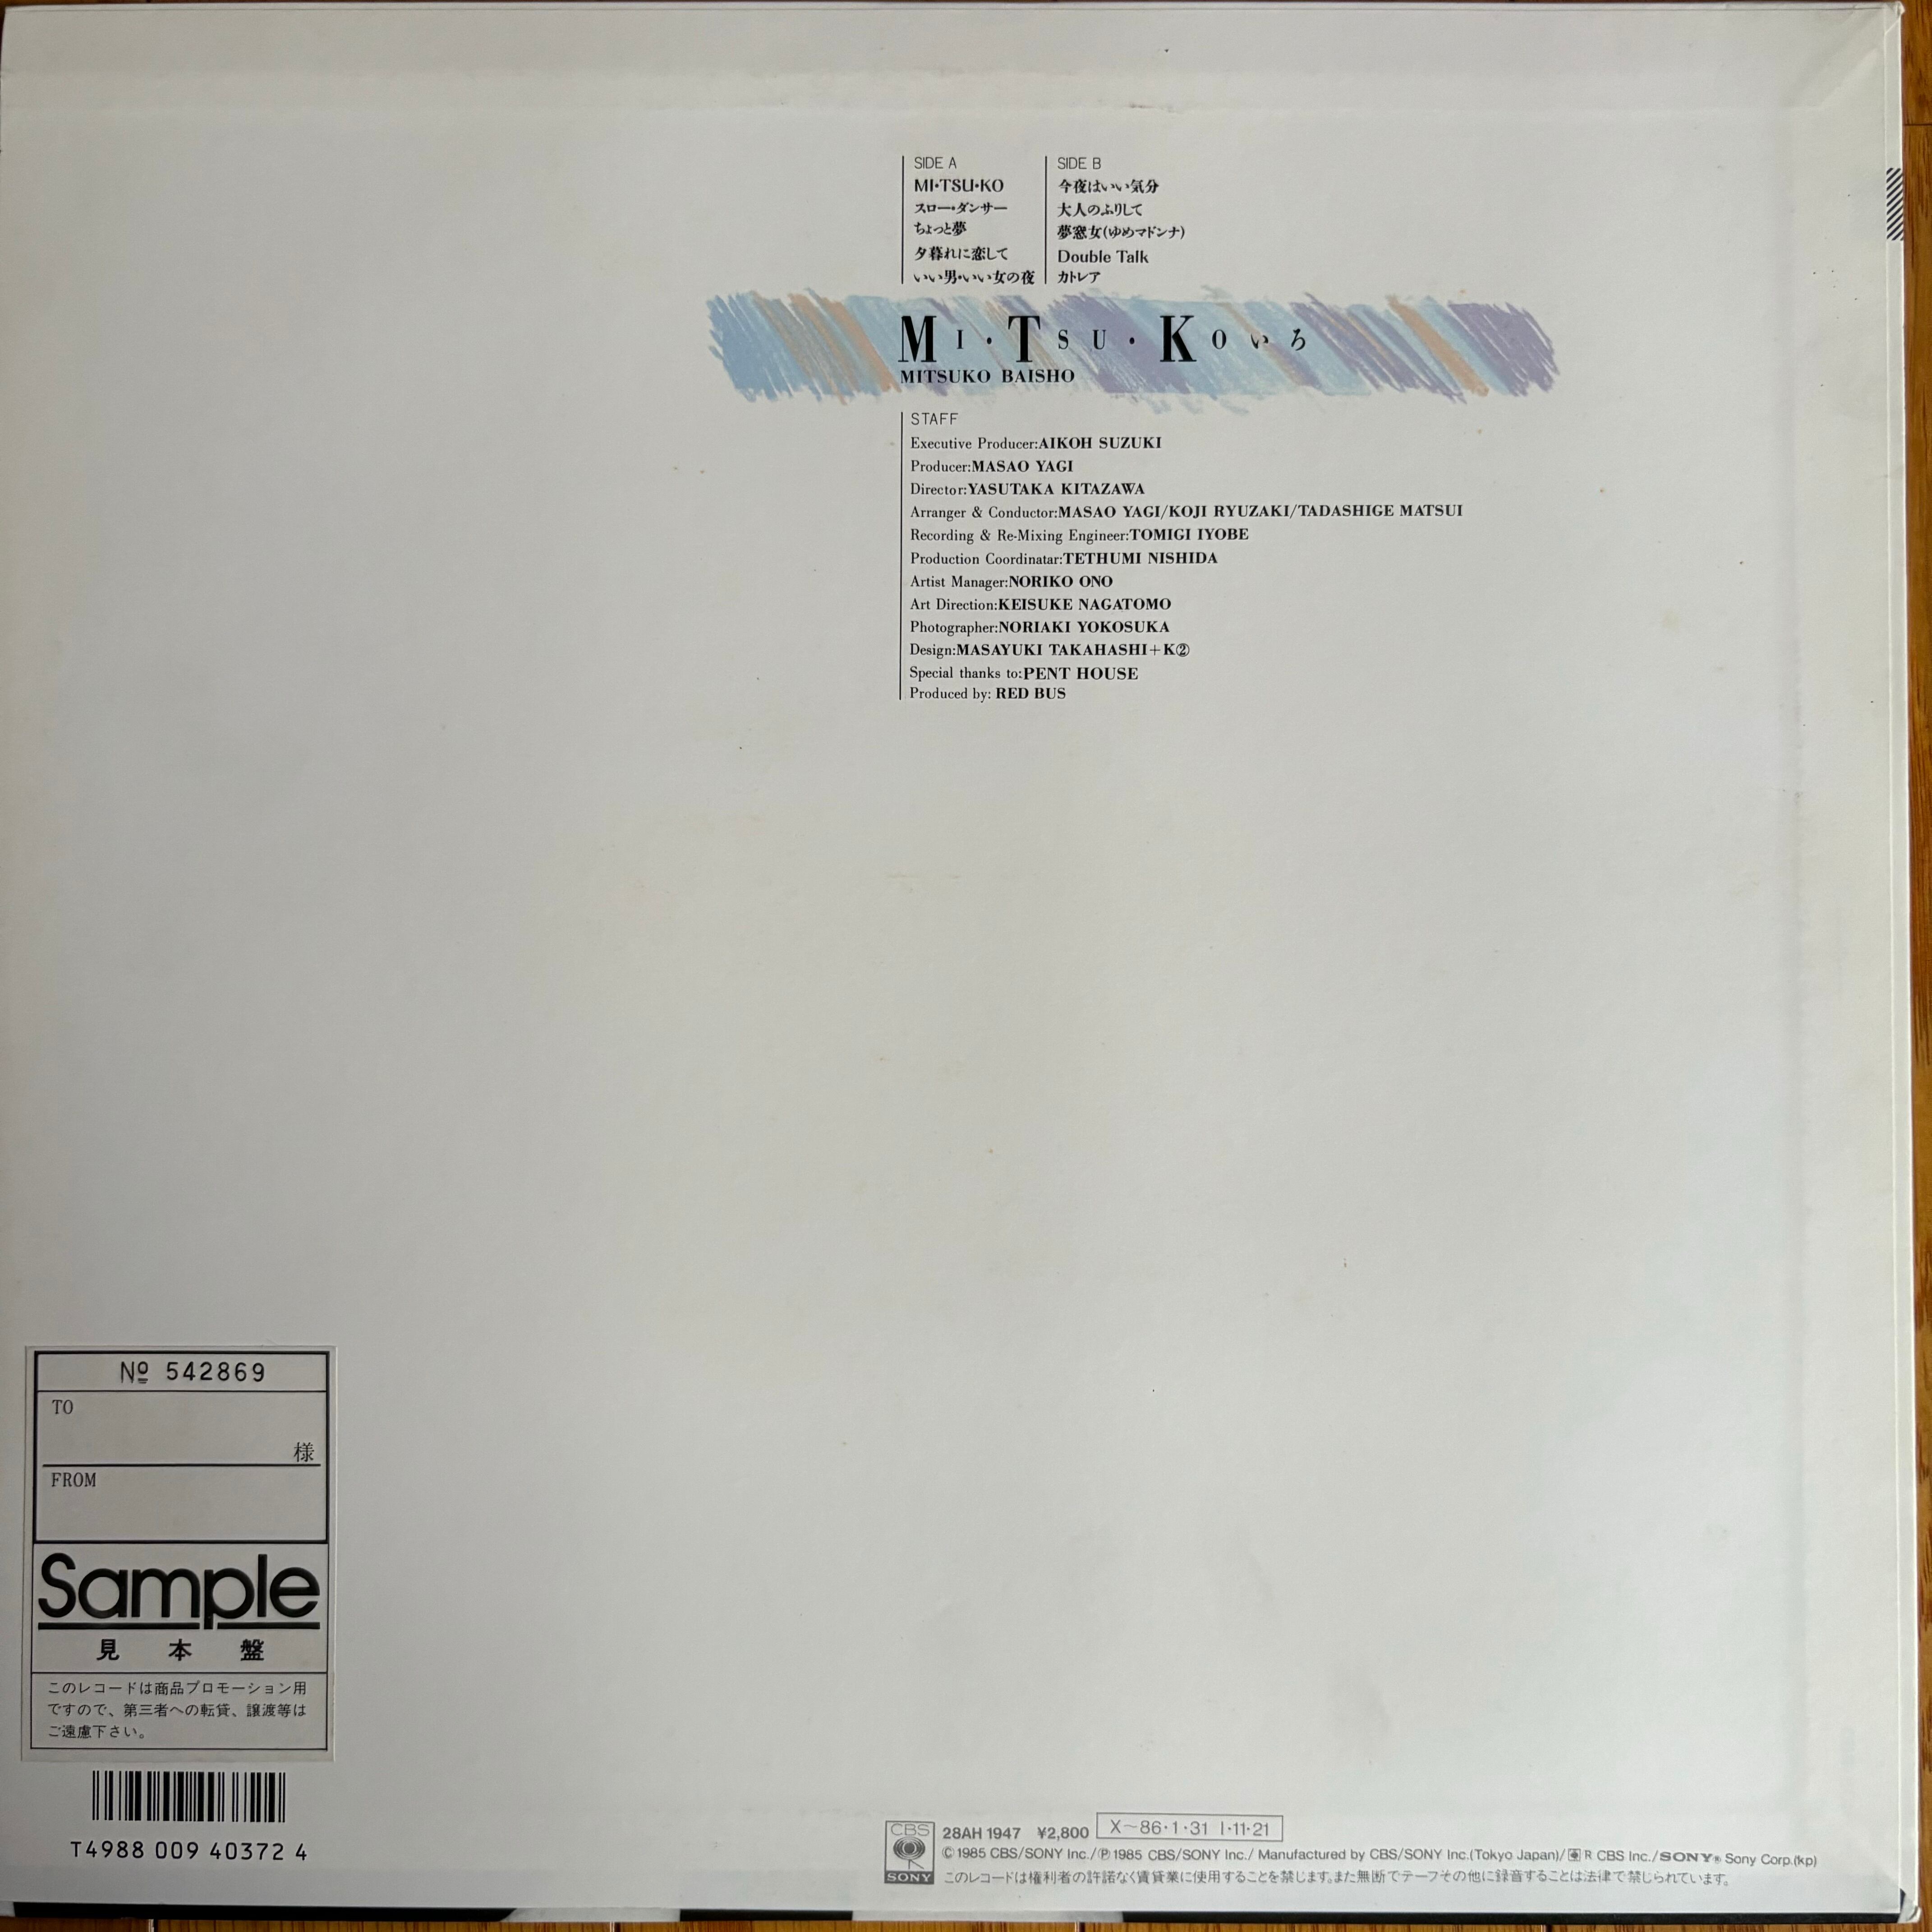 SIDE A
MI・TSU・KO
スロー・ダンサー
ちょっと夢
夕暮れに恋して
いい男・いい女の夜
SIDE B
今夜はいい気分
大人のふりして
夢窓女(ゆめマドンナ)
Double Talk
カトレア
MI・TSU・KOいろ
MITSUKO BAISHO
STAFF
Executive Producer:AIKOH SUZUKI
Producer:MASAO YAGI
Director:YASUTAKA KITAZAWA
Arranger & Conductor:MASAO YAGI/KOJI RYUZAKI/TADASHIGE MATSUI
Recording & Re-Mixing Engineer:TOMIGI IYOBE
Production Coordinatar:TETHUMI NISHIDA
Artist Manager:NORIKO ONO
Art Direction:KEISUKE NAGATOMO
Photographer:NORIAKI YOKOSUKA
Design:MASAYUKI TAKAHASHI+K②
Special thanks to:PENT HOUSE
Produced by: RED BUS
№ 542869
TO
様
FROM
Sample
見本盤
このレコードは商品プロモーション用
ですので、第三者への転貸、譲渡等は
ご遠慮下さい。
T4988 009 40372 4
CBS
SONY
28AH 1947 ¥2,800 X〜86・1・31 I・11・21
©1985 CBS/SONY Inc./℗1985 CBS/SONY Inc./ Manufactured by CBS/SONY Inc.(Tokyo Japan)/ R CBS Inc./SONY® Sony Corp.(kp)
このレコードは権利者の許諾なく賃貸業に使用することを禁じます。また無断でテープその他に録音することは法律で禁じられています。